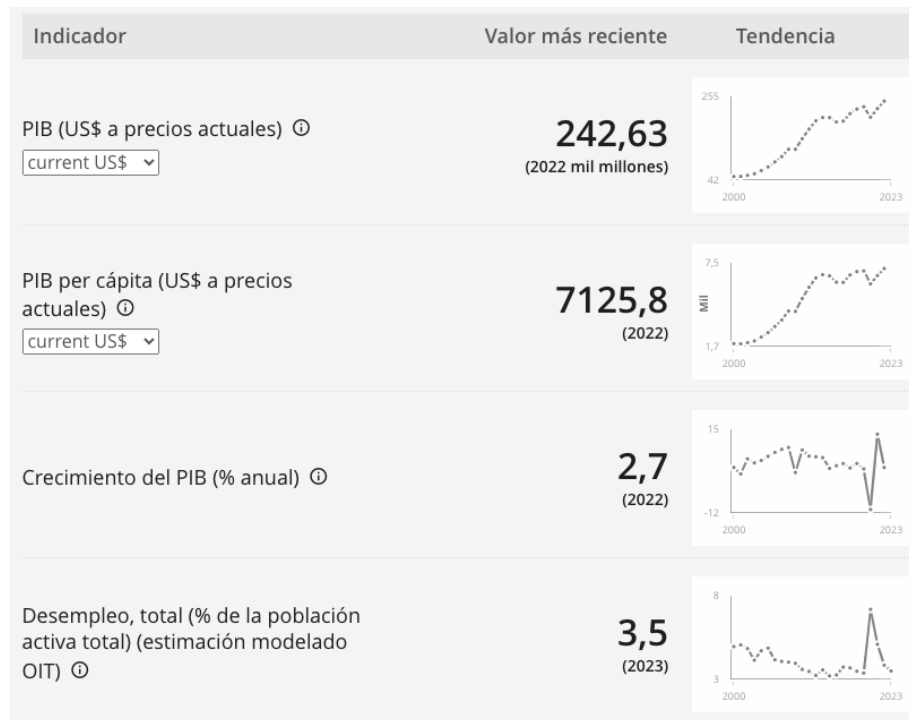 Indicador Valor más reciente Tendencia
PIB (US$ a precios actuales) ⓘ
current US$
242,63
(2022 mil millones)
255
42
2000 2023
PIB per cápita (US$ a precios
actuales) ⓘ
current US$
7125,8
(2022)
7,5
Mil
1,7
2000 2023
Crecimiento del PIB (% anual) ⓘ
2,7
(2022)
15
-12
2000 2023
Desempleo, total (% de la población
activa total) (estimación modelado
OIT) ⓘ
3,5
(2023)
8
3
2000 2023